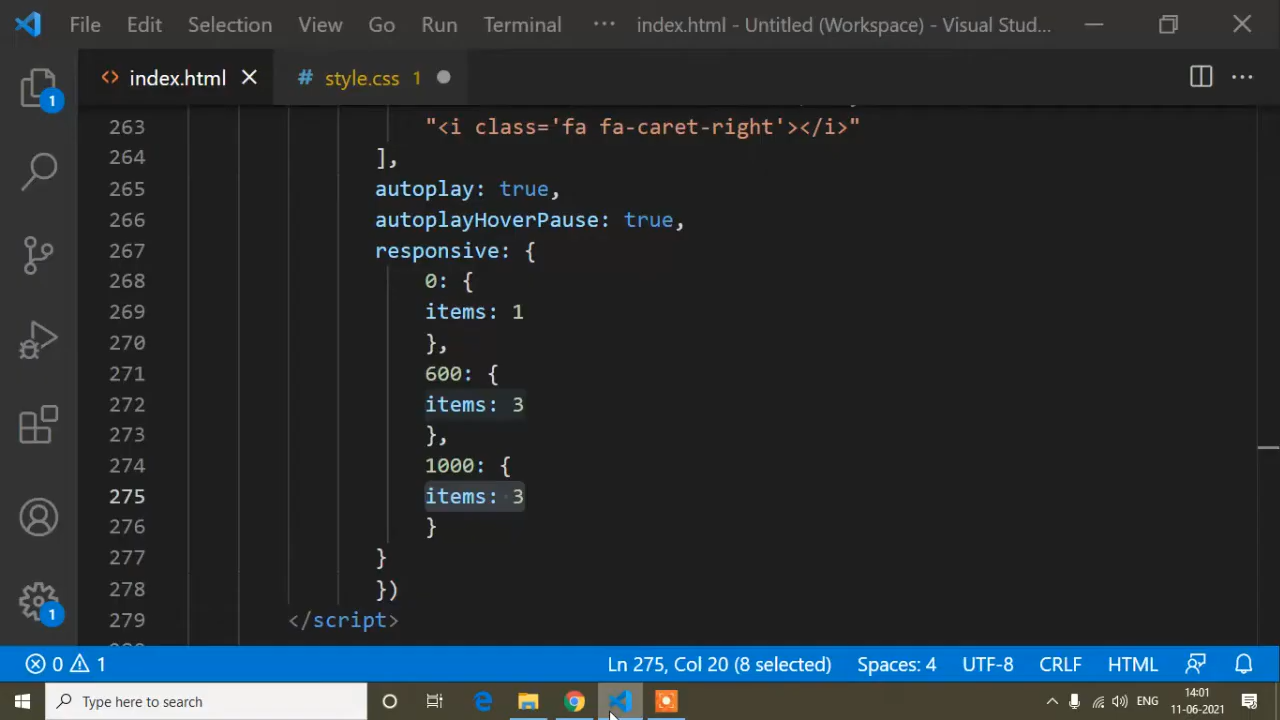 File Edit Selection View Go Run Terminal ··· index.html - Untitled (Workspace) - Visual Stud...
index.html style.css 1
1
263 "<i class='fa fa-caret-right'></i>"
264 ],
265 autoplay: true,
266 autoplayHoverPause: true,
267 responsive: {
268 0: {
269 items: 1
270 },
271 600: {
272 items: 3
273 },
274 1000: {
275 items: 3
276 }
277 }
278 })
279 </script>
1
0 1 Ln 275, Col 20 (8 selected) Spaces: 4 UTF-8 CRLF HTML
Type here to search ENG 14:01
11-06-2021